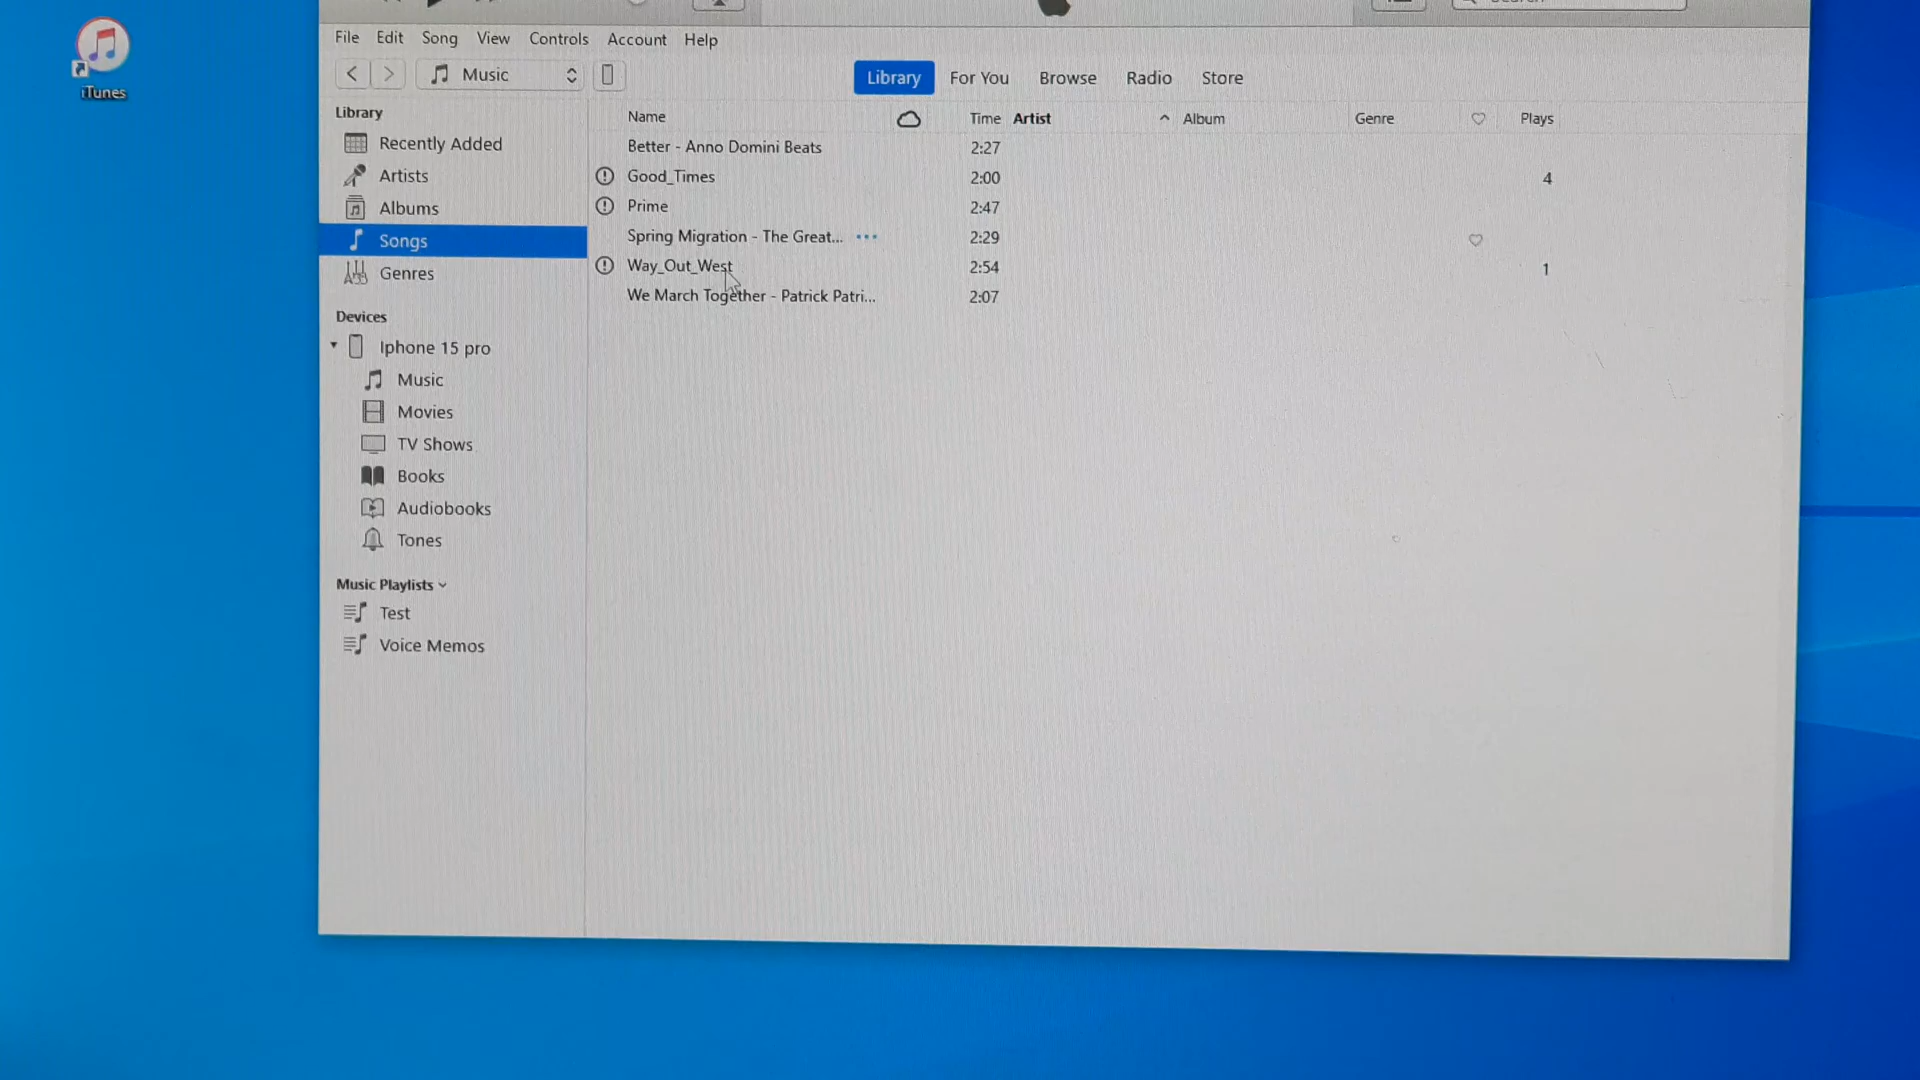 iTunes
File Edit Song View Controls Account Help
Music
Library For You Browse Radio Store
Library
Recently Added
Artists
Albums
Songs
Genres
Devices
Iphone 15 pro
Music
Movies
TV Shows
Books
Audiobooks
Tones
Music Playlists
Test
Voice Memos
Name Time Artist Album Genre Plays
Better - Anno Domini Beats 2:27
Good_Times 2:00 4
Prime 2:47
Spring Migration - The Great... 2:29
Way_Out_West 2:54 1
We March Together - Patrick Patri... 2:07